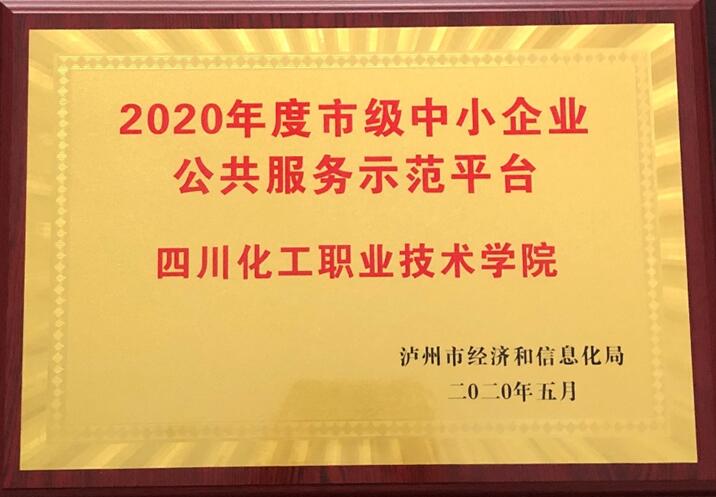 2020年度市级中小企业
公共服务示范平台
四川化工职业技术学院
泸州市经济和信息化局
二0二0年五月